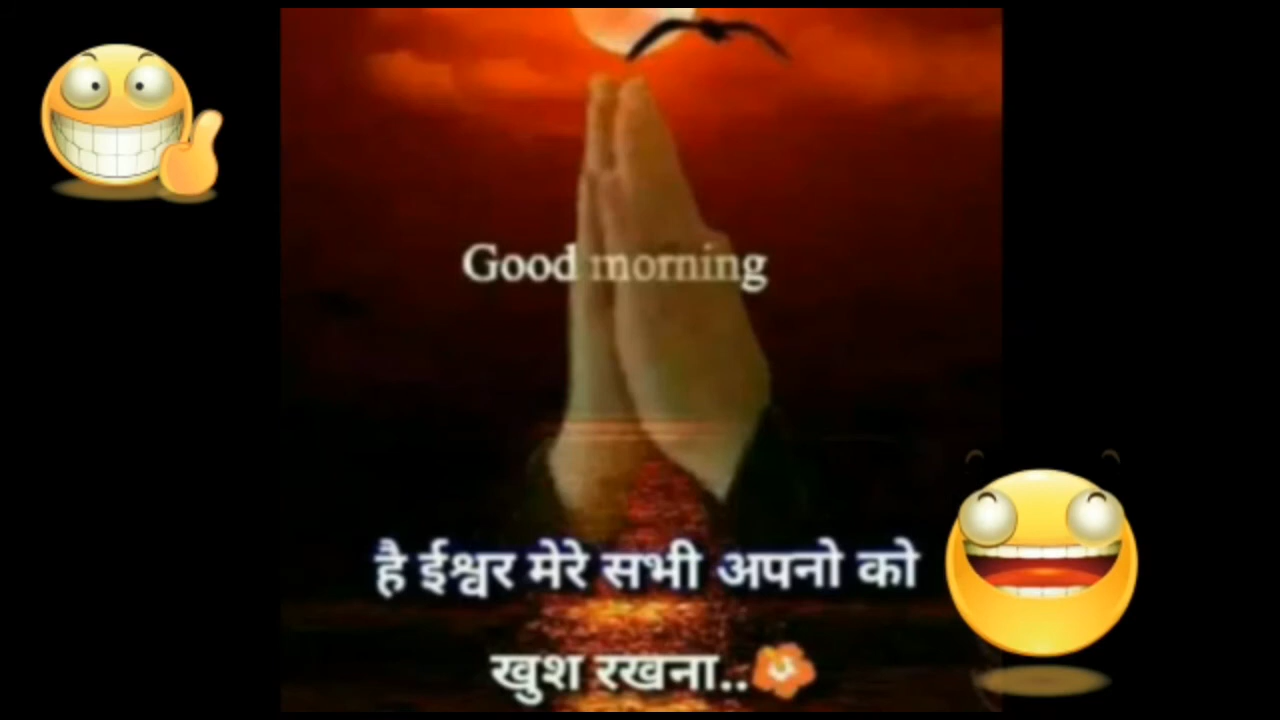 Good morning
है ईश्वर मेरे सभी अपनो को
खुश रखना..